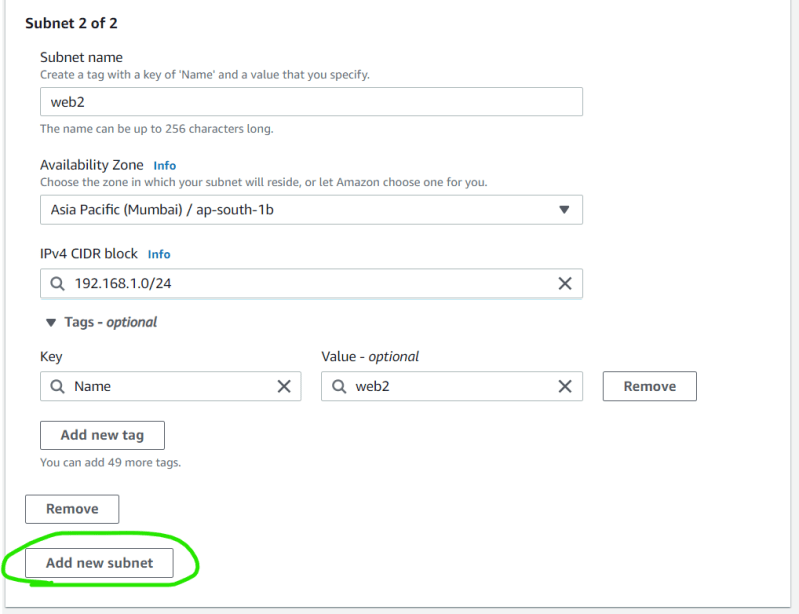 Subnet 2 of 2
Subnet name
Create a tag with a key of 'Name' and a value that you specify.
web2
The name can be up to 256 characters long.
Availability Zone Info
Choose the zone in which your subnet will reside, or let Amazon choose one for you.
Asia Pacific (Mumbai) / ap-south-1b
IPv4 CIDR block Info
192.168.1.0/24
Tags - optional
Key Value - optional
Name web2 Remove
Add new tag
You can add 49 more tags.
Remove
Add new subnet